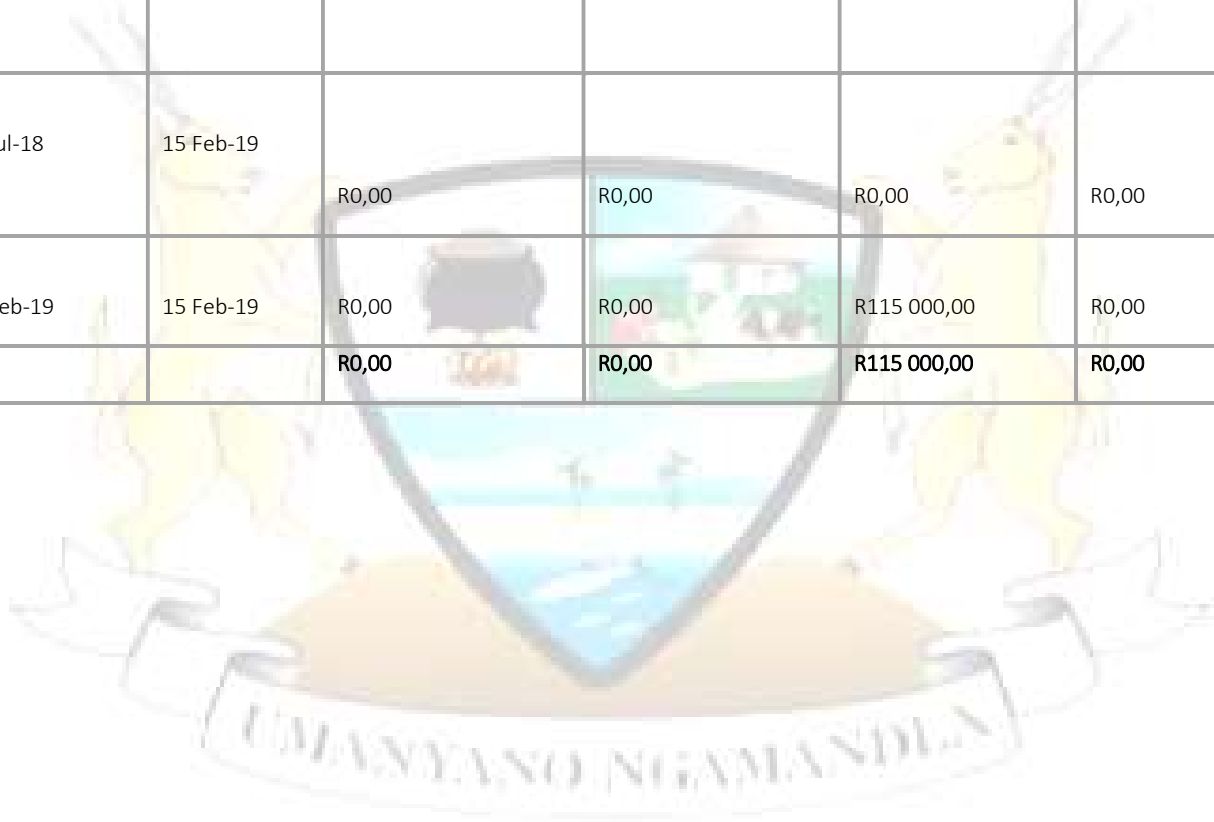 ul-18 15 Feb-19
R0,00 R0,00 R0,00 R0,00
eb-19 15 Feb-19 R0,00 R0,00 R115 000,00 R0,00
R0,00 R0,00 R115 000,00 R0,00
UMANYANO NGAMANDLA